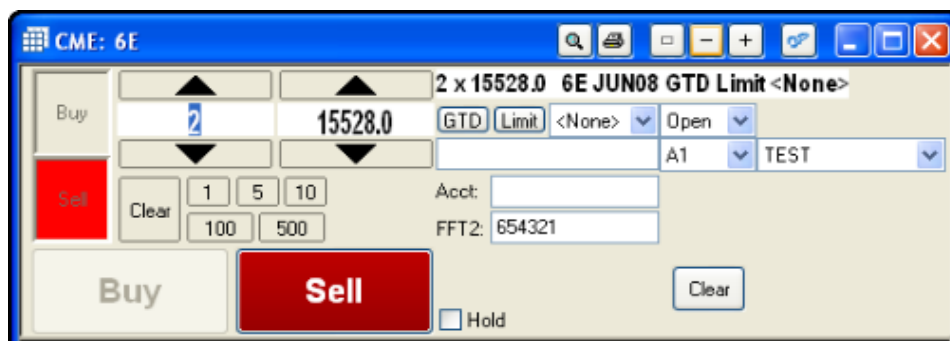 CME: 6E
2 x 15528.0 6E JUN08 GTD Limit <None>
Buy
2
15528.0
GTD Limit <None> Open
A1 TEST
Sell
Clear
1 5 10
100 500
Acct:
FFT2: 654321
Buy
Sell
Clear
Hold